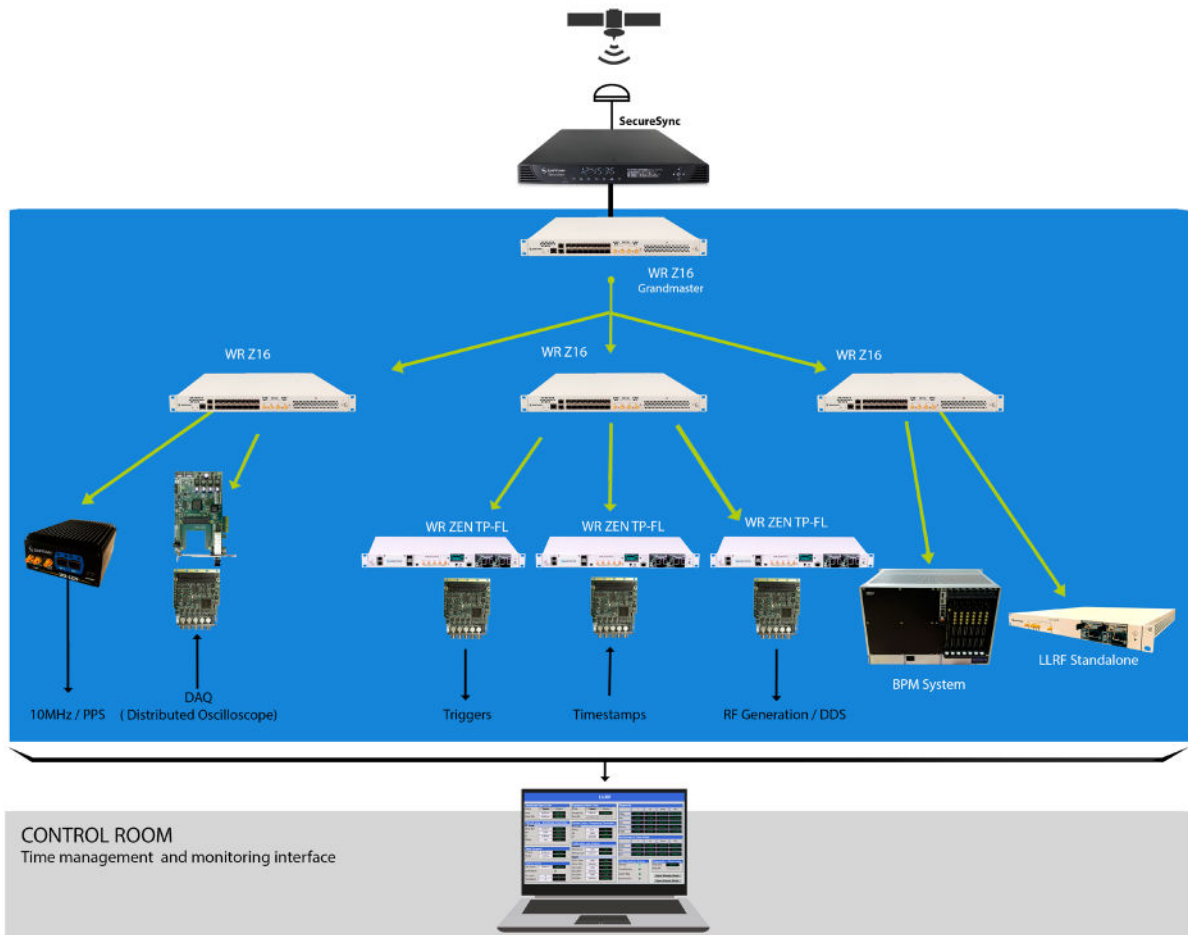 SecureSync
WR Z16
Grandmaster
WR Z16
WR Z16
WR Z16
WR ZEN TP-FL
WR ZEN TP-FL
WR ZEN TP-FL
10MHz / PPS
DAQ
( Distributed Oscilloscope)
Triggers
Timestamps
RF Generation / DDS
BPM System
LLRF Standalone
LLRF
CONTROL ROOM
Time management and monitoring interface